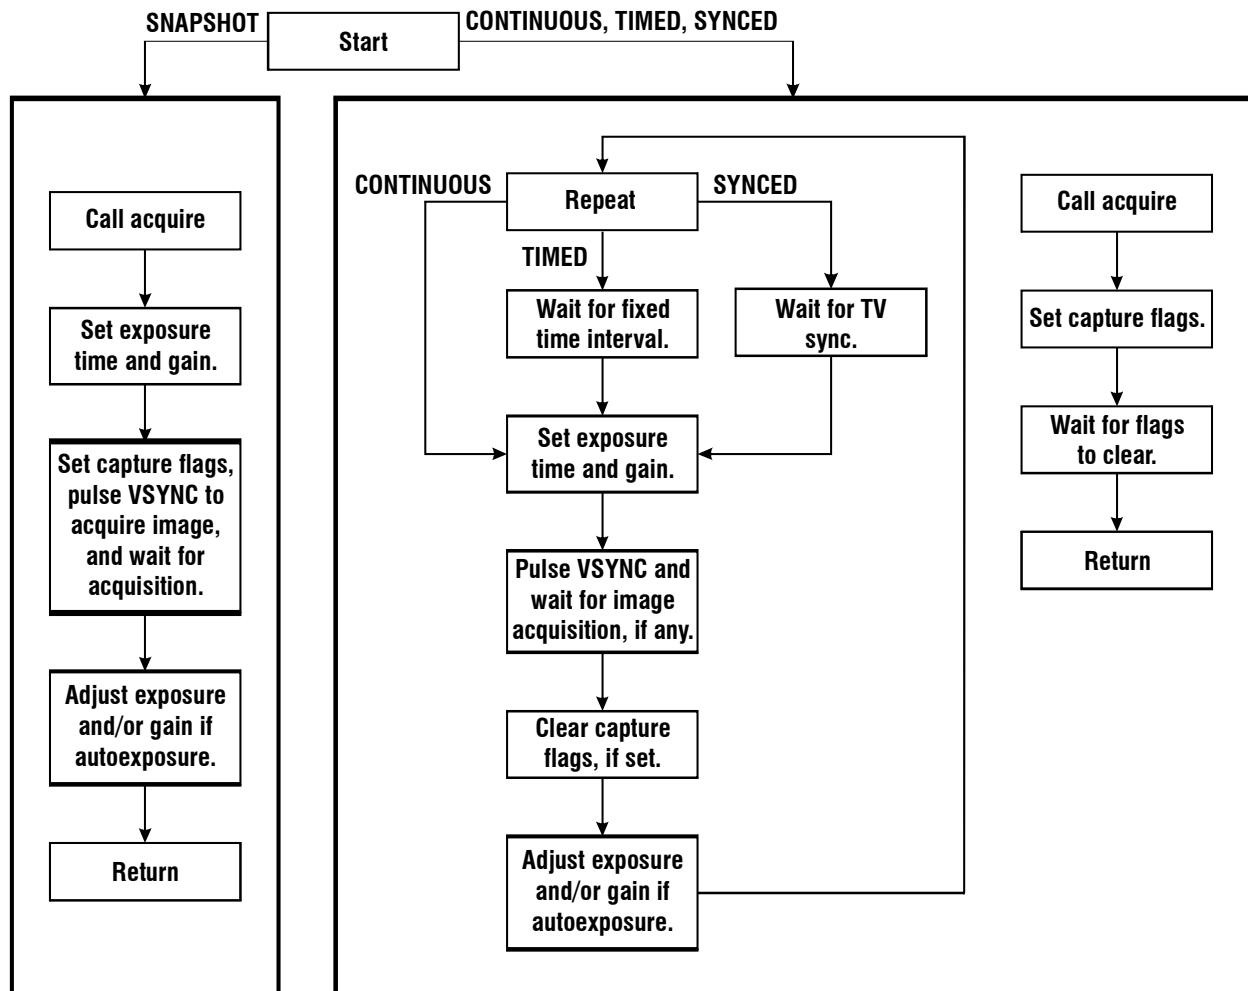 SNAPSHOT
Start
CONTINUOUS, TIMED, SYNCED
Call acquire
Set exposure
time and gain.
Set capture flags,
pulse VSYNC to
acquire image,
and wait for
acquisition.
Adjust exposure
and/or gain if
autoexposure.
Return
CONTINUOUS
Repeat
SYNCED
TIMED
Wait for fixed
time interval.
Wait for TV
sync.
Set exposure
time and gain.
Pulse VSYNC and
wait for image
acquisition, if any.
Clear capture
flags, if set.
Adjust exposure
and/or gain if
autoexposure.
Call acquire
Set capture flags.
Wait for flags
to clear.
Return